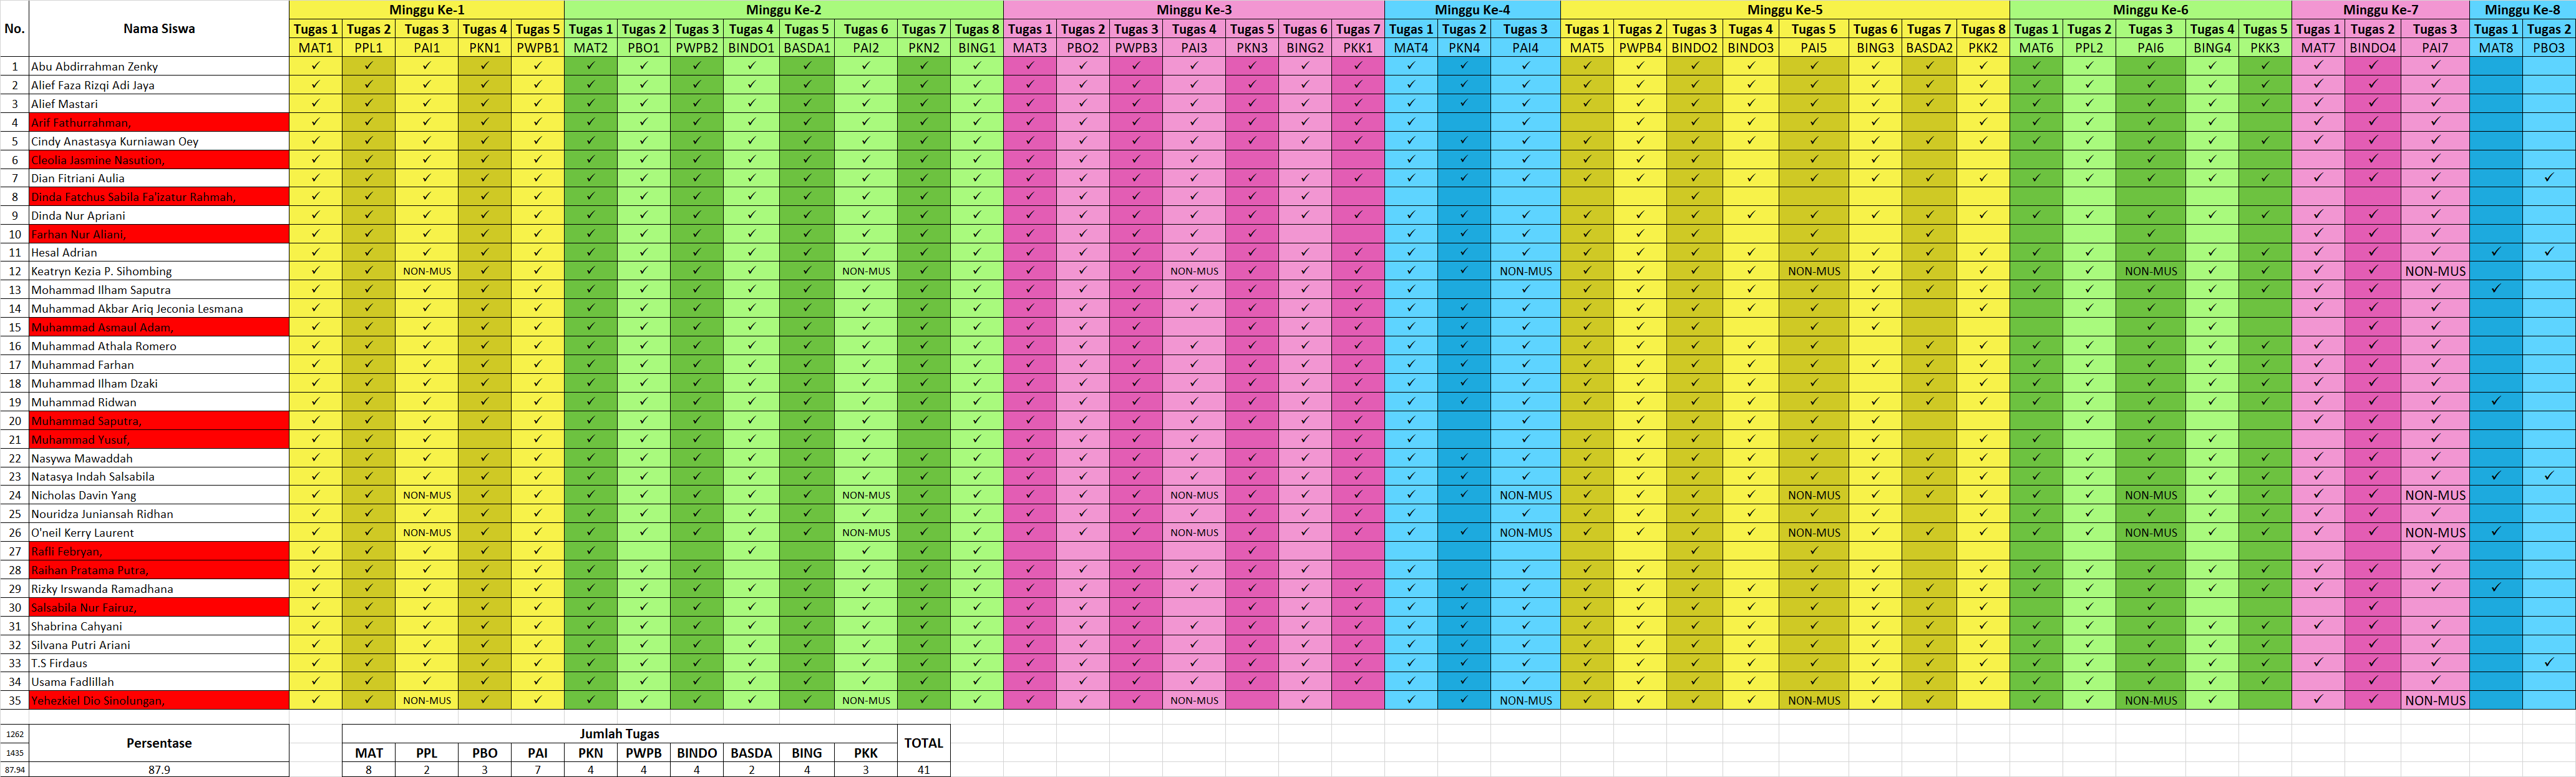 No. Nama Siswa Minggu Ke-1 Minggu Ke-2 Minggu Ke-3 Minggu Ke-4 Minggu Ke-5 Minggu Ke-6 Minggu Ke-7 Minggu Ke-8
Tugas 1 Tugas 2 Tugas 3 Tugas 4 Tugas 5 Tugas 1 Tugas 2 Tugas 3 Tugas 4 Tugas 5 Tugas 6 Tugas 7 Tugas 8 Tugas 1 Tugas 2 Tugas 3 Tugas 4 Tugas 5 Tugas 6 Tugas 7 Tugas 1 Tugas 2 Tugas 3 Tugas 1 Tugas 2 Tugas 3 Tugas 4 Tugas 5 Tugas 6 Tugas 7 Tugas 8 Tugas 1 Tugas 2 Tugas 3 Tugas 4 Tugas 5 Tugas 1 Tugas 2 Tugas 3 Tugas 1 Tugas 2
MAT1 PPL1 PAI1 PKN1 PWPB1 MAT2 PBO1 PWPB2 BINDO1 BASDA1 PAI2 PKN2 BING1 MAT3 PBO2 PWPB3 PAI3 PKN3 BING2 PKK1 MAT4 PKN4 PAI4 MAT5 PWPB4 BINDO2 BINDO3 PAI5 BING3 BASDA2 PKK2 MAT6 PPL2 PAI6 BING4 PKK3 MAT7 BINDO4 PAI7 MAT8 PBO3
1 Abu Abdirrahman Zenky
2 Alief Faza Rizqi Adi Jaya
3 Alief Mastari
4 Arif Fathurrahman,
5 Cindy Anastasya Kurniawan Oey
6 Cleolia Jasmine Nasution,
7 Dian Fitriani Aulia
8 Dinda Fatchus Sabila Fa'izatur Rahmah,
9 Dinda Nur Apriani
10 Farhan Nur Aliani,
11 Hesal Adrian
12 Keatryn Kezia P. Sihombing NON-MUS NON-MUS NON-MUS NON-MUS NON-MUS NON-MUS NON-MUS
13 Mohammad Ilham Saputra
14 Muhammad Akbar Ariq Jeconia Lesmana
15 Muhammad Asmaul Adam,
16 Muhammad Athala Romero
17 Muhammad Farhan
18 Muhammad Ilham Dzaki
19 Muhammad Ridwan
20 Muhammad Saputra,
21 Muhammad Yusuf,
22 Nasywa Mawaddah
23 Natasya Indah Salsabila
24 Nicholas Davin Yang NON-MUS NON-MUS NON-MUS NON-MUS NON-MUS NON-MUS NON-MUS
25 Nouridza Juniansah Ridhan
26 O'neil Kerry Laurent NON-MUS NON-MUS NON-MUS NON-MUS NON-MUS NON-MUS NON-MUS
27 Rafli Febryan,
28 Raihan Pratama Putra,
29 Rizky Irswanda Ramadhana
30 Salsabila Nur Fairuz,
31 Shabrina Cahyani
32 Silvana Putri Ariani
33 T.S Firdaus
34 Usama Fadlillah
35 Yehezkief Dio Sinolungan, NON-MUS NON-MUS NON-MUS NON-MUS NON-MUS NON-MUS NON-MUS
1262 Persentase Jumlah Tugas TOTAL
1435 MAT PPL PBO PAI PKN PWPB BINDO BASDA BING PKK
87.94 87.9 8 2 3 7 4 4 4 2 4 3 41